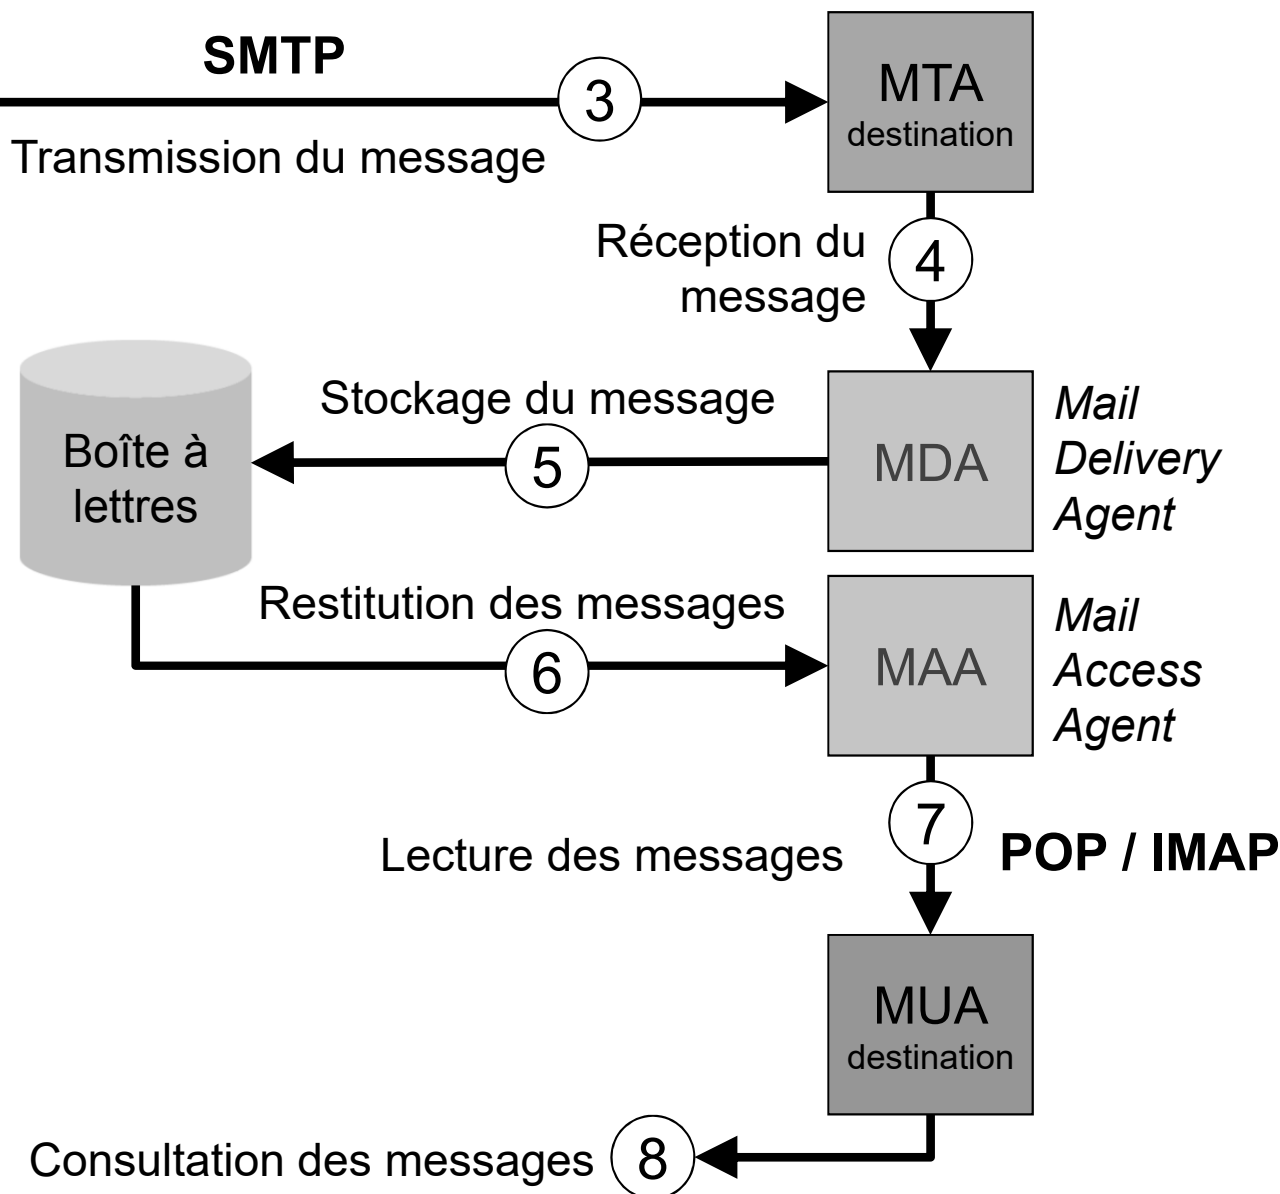 SMTP
3
MTA
destination
Transmission du message
Réception du
message
4
Stockage du message
5
Boîte à
lettres
MDA
Mail
Delivery
Agent
Restitution des messages
6
MAA
Mail
Access
Agent
7
Lecture des messages
POP / IMAP
MUA
destination
Consultation des messages
8